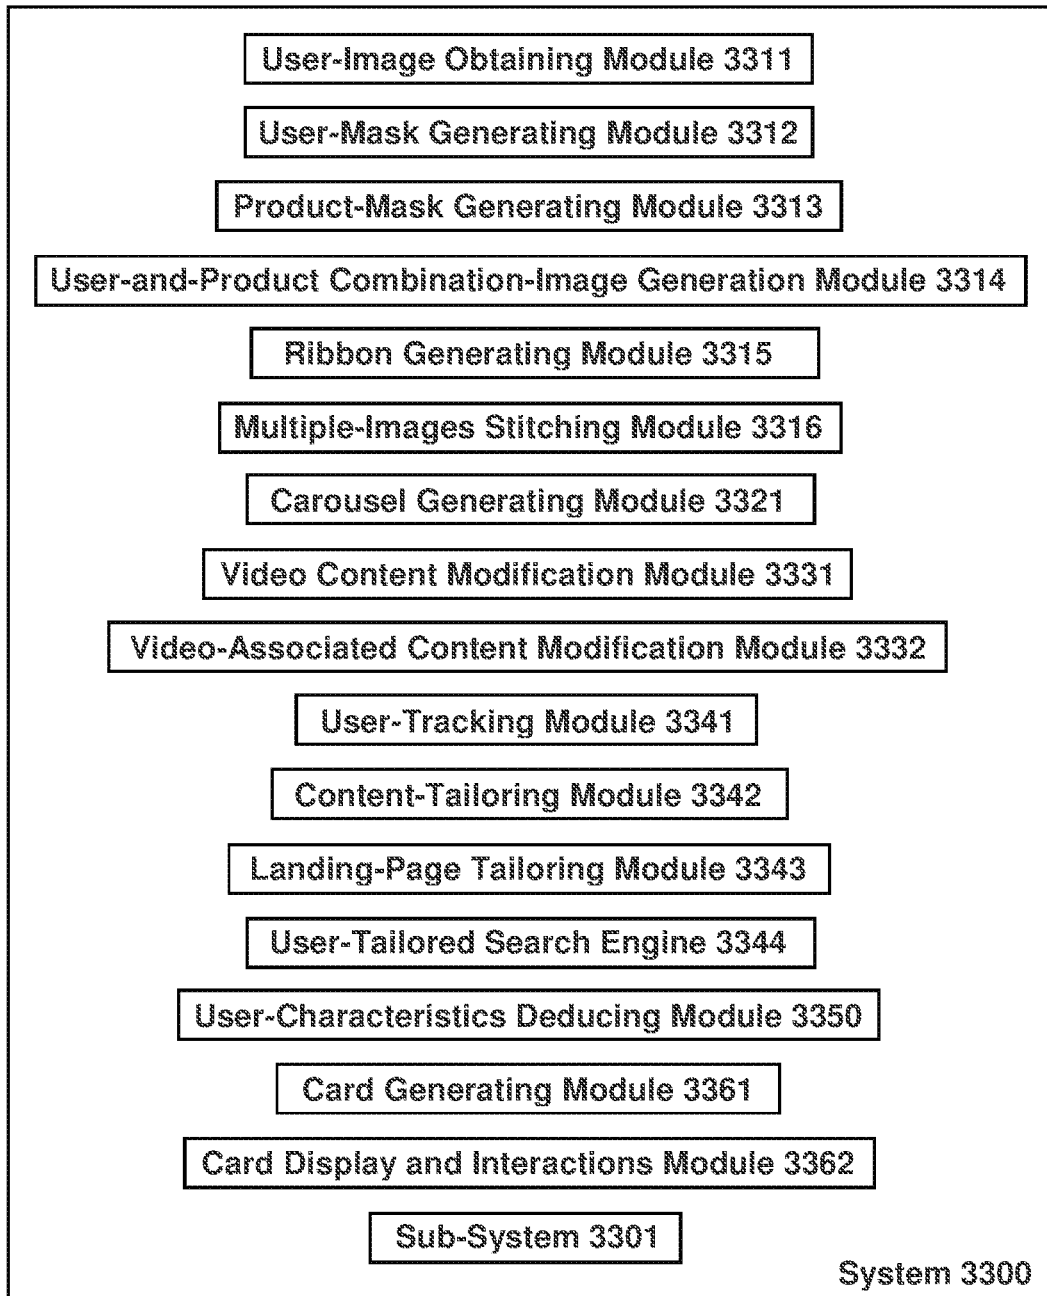 User-Image Obtaining Module 3311
User-Mask Generating Module 3312
Product-Mask Generating Module 3313
User-and-Product Combination-Image Generation Module 3314
Ribbon Generating Module 3315
Multiple-Images Stitching Module 3316
Carousel Generating Module 3321
Video Content Modification Module 3331
Video-Associated Content Modification Module 3332
User-Tracking Module 3341
Content-Tailoring Module 3342
Landing-Page Tailoring Module 3343
User-Tailored Search Engine 3344
User-Characteristics Deducing Module 3350
Card Generating Module 3361
Card Display and Interactions Module 3362
Sub-System 3301
System 3300